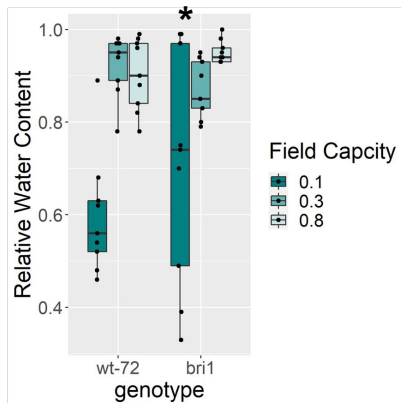 *
1.0
0.8
0.6
0.4
Relative Water Content
wt-72
bri1
genotype
Field Capcity
0.1
0.3
0.8